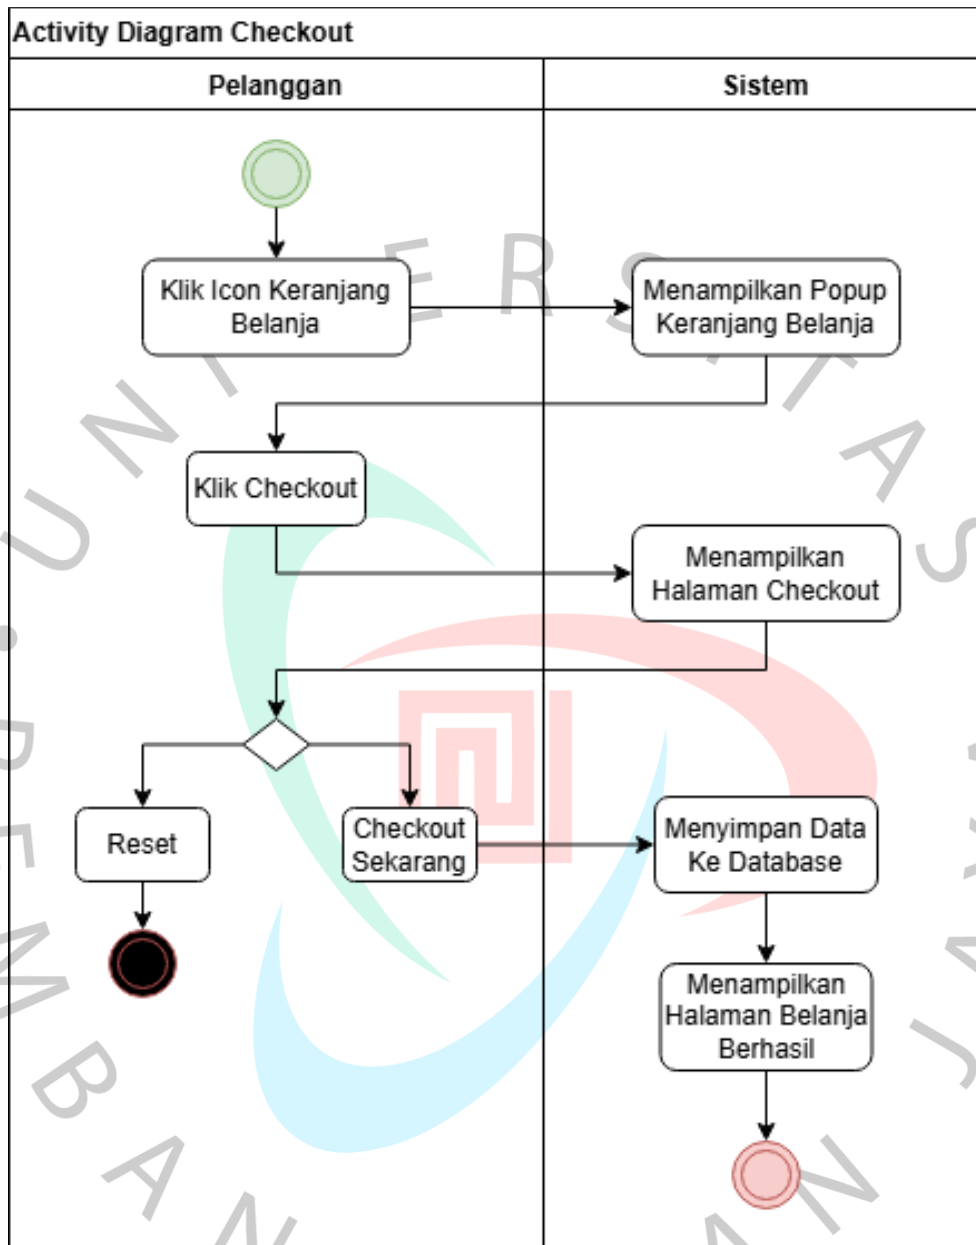 Activity Diagram Checkout
Pelanggan
Sistem
Klik Icon Keranjang
Belanja
Menampilkan Popup
Keranjang Belanja
Klik Checkout
Menampilkan
Halaman Checkout
Reset
Checkout
Sekarang
Menyimpan Data
Ke Database
Menampilkan
Halaman Belanja
Berhasil
UNIVERSITAS